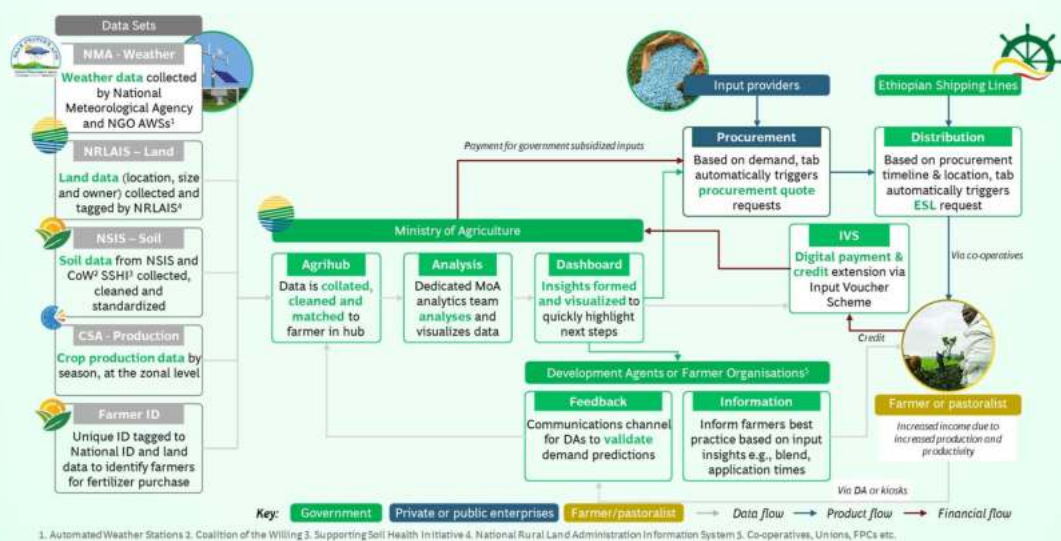 Data Sets
NMA - Weather
Weather data collected
by National
Meteorological Agency
and NGO AWSs¹
NRLAIS – Land
Land data (location, size
and owner) collected and
tagged by NRLAIS⁴
NSIS – Soil
Soil data from NSIS and
CoW² SSHI³ collected,
cleaned and
standardized
CSA - Production
Crop production data by
season, at the zonal level
Farmer ID
Unique ID tagged to
National ID and land
data to identify farmers
for fertilizer purchase
Input providers
Ethiopian Shipping Lines
Procurement
Based on demand, tab
automatically triggers
procurement quote
requests
Distribution
Based on procurement
timeline & location, tab
automatically triggers
ESL request
Payment for government subsidized inputs
Ministry of Agriculture
Agrihub
Data is collated,
cleaned and
matched to
farmer in hub
Analysis
Dedicated MoA
analytics team
analyses and
visualizes data
Dashboard
Insights formed
and visualized to
quickly highlight
next steps
IVS
Digital payment &
credit extension via
Input Voucher
Scheme
Via co-operatives
Credit
Development Agents or Farmer Organisations⁵
Feedback
Communications channel
for DAs to validate
demand predictions
Information
Inform farmers best
practice based on input
insights e.g., blend,
application times
Farmer or pastoralist
Increased income due to
increased production and
productivity
Via DA or kiosks
Key: Government Private or public enterprises Farmer/pastoralist Data flow Product flow Financial flow
1. Automated Weather Stations 2. Coalition of the Willing 3. Supporting Soil Health Initiative 4. National Rural Land Administration Information System 5. Co-operatives, Unions, FPCs etc.